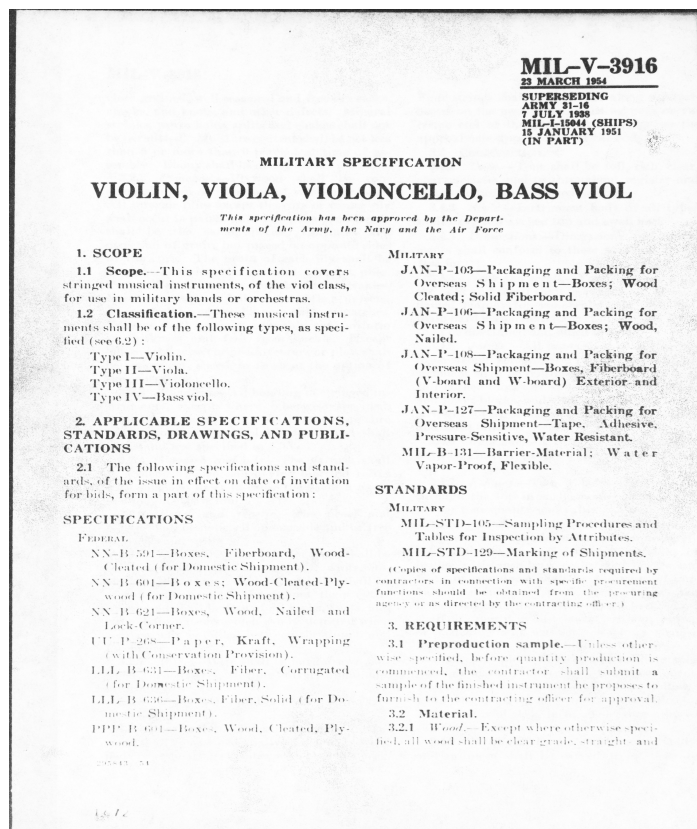 MIL-V-3916
23 MARCH 1954
SUPERSEDING
ARMY 31-16
7 JULY 1938
MIL-I-15044 (SHIPS)
15 JANUARY 1951
(IN PART)
MILITARY SPECIFICATION
VIOLIN, VIOLA, VIOLONCELLO, BASS VIOL
This specification has been approved by the Depart-
ments of the Army, the Navy and the Air Force
1. SCOPE
1.1 Scope.—This specification covers
stringed musical instruments, of the viol class,
for use in military bands or orchestras.
1.2 Classification.—These musical instru-
ments shall be of the following types, as speci-
fied (see 6.2) :
Type I—Violin.
Type II—Viola.
Type III—Violoncello.
Type IV—Bass viol.
2. APPLICABLE SPECIFICATIONS,
STANDARDS, DRAWINGS, AND PUBLI-
CATIONS
2.1 The following specifications and stand-
ards, of the issue in effect on date of invitation
for bids, form a part of this specification :
SPECIFICATIONS
FEDERAL
NN-B-591—Boxes, Fiberboard, Wood-
Cleated (for Domestic Shipment).
NN-B-601—Boxes; Wood-Cleated-Ply-
wood (for Domestic Shipment).
NN-B-621—Boxes, Wood, Nailed and
Lock-Corner.
UU-P-268—Paper, Kraft, Wrapping
(with Conservation Provision).
LLL-B-631—Boxes, Fiber, Corrugated
(for Domestic Shipment).
LLL-B-636—Boxes, Fiber, Solid (for Do-
mestic Shipment).
PPP-B-601—Boxes, Wood, Cleated, Ply-
wood.
MILITARY
JAN-P-103—Packaging and Packing for
Overseas Shipment—Boxes; Wood
Cleated; Solid Fiberboard.
JAN-P-106—Packaging and Packing for
Overseas Shipment—Boxes; Wood,
Nailed.
JAN-P-108—Packaging and Packing for
Overseas Shipment—Boxes, Fiberboard
(V-board and W-board) Exterior and
Interior.
JAN-P-127—Packaging and Packing for
Overseas Shipment—Tape, Adhesive,
Pressure-Sensitive, Water Resistant.
MIL-B-131—Barrier-Material; Water
Vapor-Proof, Flexible.
STANDARDS
MILITARY
MIL-STD-105—Sampling Procedures and
Tables for Inspection by Attributes.
MIL-STD-129—Marking of Shipments.
(Copies of specifications and standards required by
contractors in connection with specific procurement
functions should be obtained from the procuring
agency or as directed by the contracting officer.)
3. REQUIREMENTS
3.1 Preproduction sample.—Unless other-
wise specified, before quantity production is
commenced, the contractor shall submit a
sample of the finished instrument he proposes to
furnish to the contracting officer for approval.
3.2 Material.
3.2.1 Wood.—Except where otherwise speci-
fied, all wood shall be clear grade, straight- and